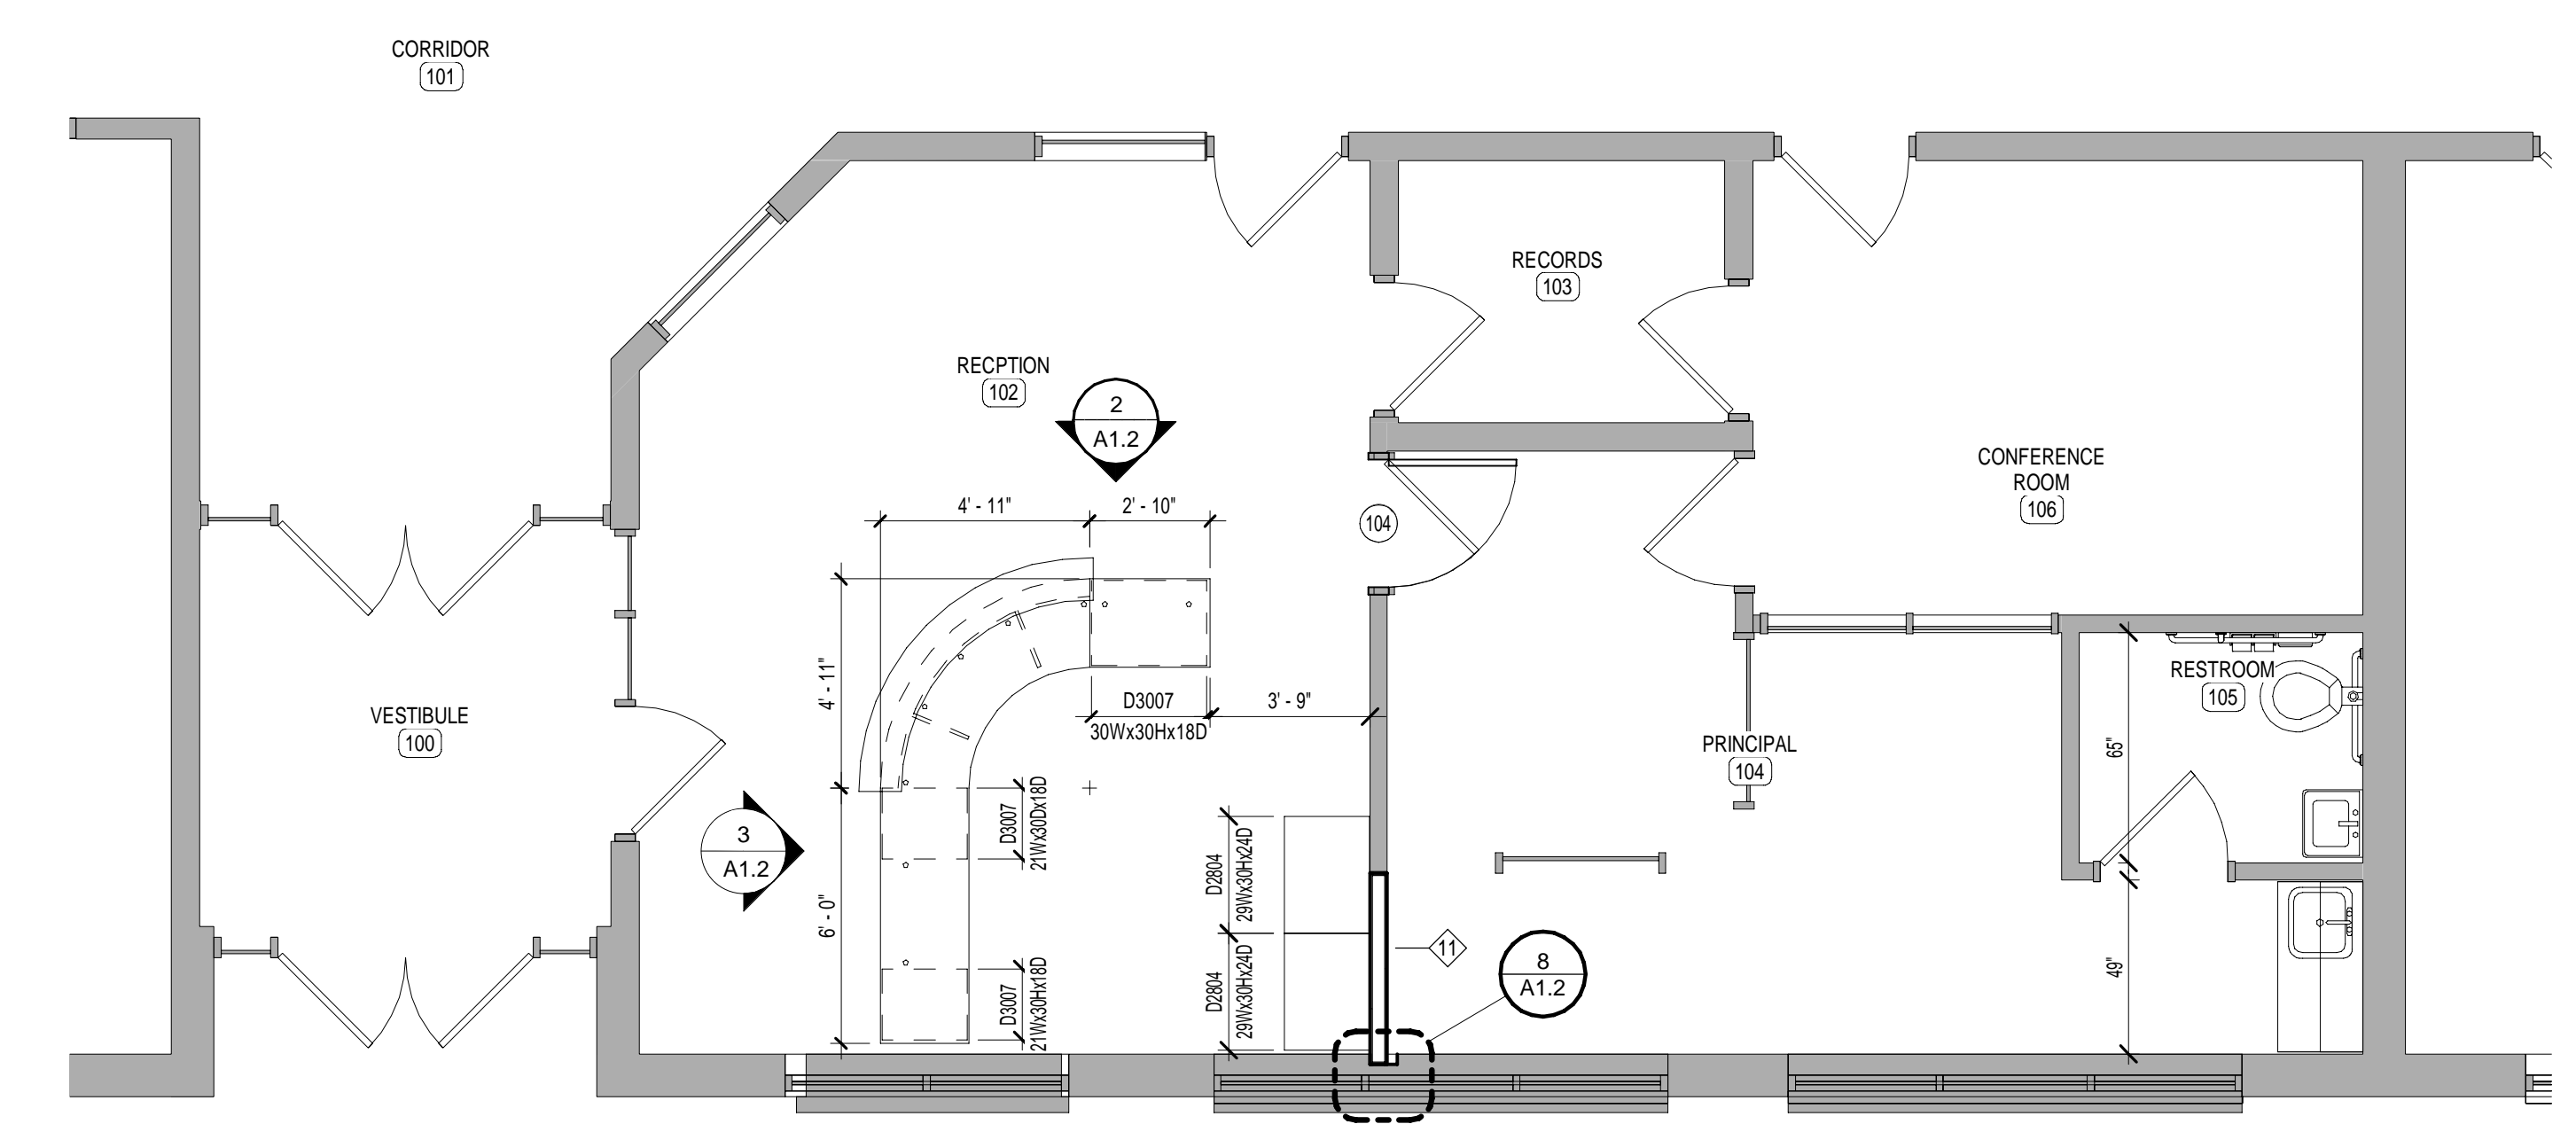 CORRIDOR
101
RECORDS
103
RECPTION
102
2
A1.2
CONFERENCE
ROOM
106
4' - 11"
2' - 10"
104
4' - 11"
RESTROOM
105
D3007
30Wx30Hx18D
3' - 9"
VESTIBULE
100
PRINCIPAL
104
65"
3
A1.2
D3007
21Wx30Dx18D
D2804
29Wx30Hx24D
6' - 0"
11
8
A1.2
D3007
21Wx30Hx18D
D2804
29Wx30Hx24D
49"